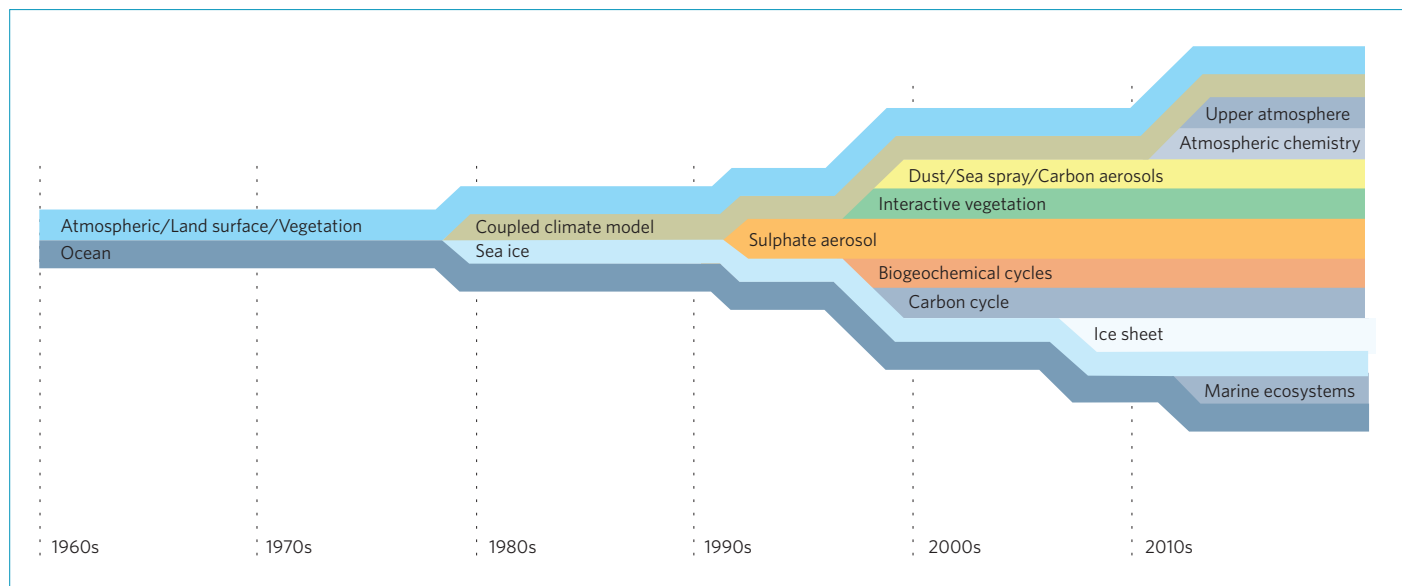 Upper atmosphere
Atmospheric chemistry
Dust/Sea spray/Carbon aerosols
Interactive vegetation
Atmospheric/Land surface/Vegetation
Coupled climate model
Sulphate aerosol
Ocean
Sea ice
Biogeochemical cycles
Carbon cycle
Ice sheet
Marine ecosystems
1960s
1970s
1980s
1990s
2000s
2010s